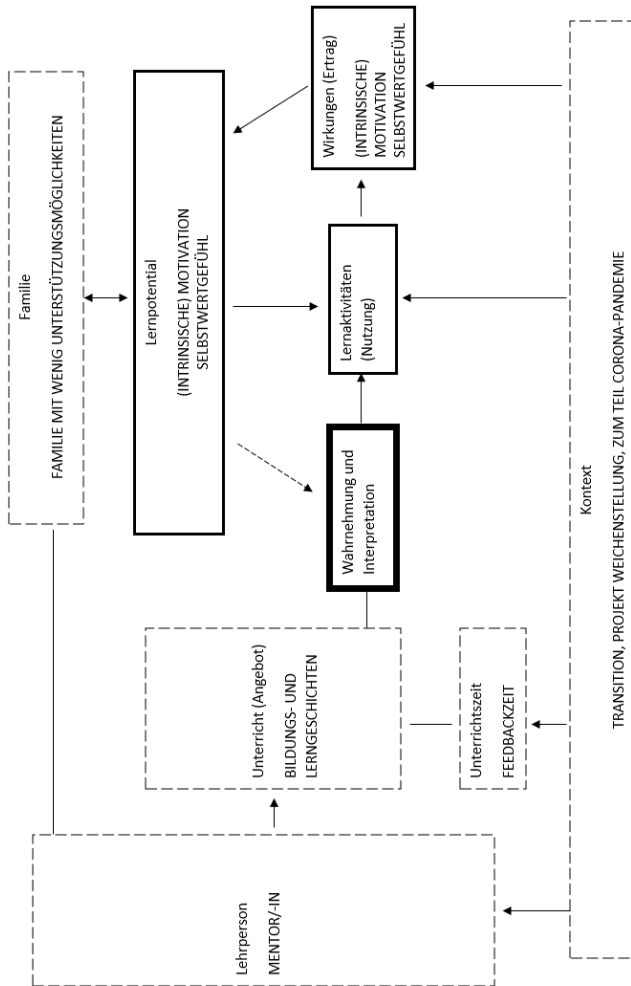 Familie
FAMILIE MIT WENIG UNTERSTÜTZUNGSMÖGLICHKEITEN
Lehrperson
MENTOR/-IN
Unterricht (Angebot)
BILDUNGS- UND
LERNGESCHICHTEN
Lernpotential
(INTRINSISCHE) MOTIVATION
SELBSTWERTGEFÜHL
Wahrnehmung und
Interpretation
Lernaktivitäten
(Nutzung)
Wirkungen (Ertrag)
(INTRINSISCHE)
MOTIVATION
SELBSTWERTGEFÜHL
Unterrichtszeit
FEEDBACKZEIT
Kontext
TRANSITION, PROJEKT WEICHENSTELLUNG, ZUM TEIL CORONA-PANDEMIE